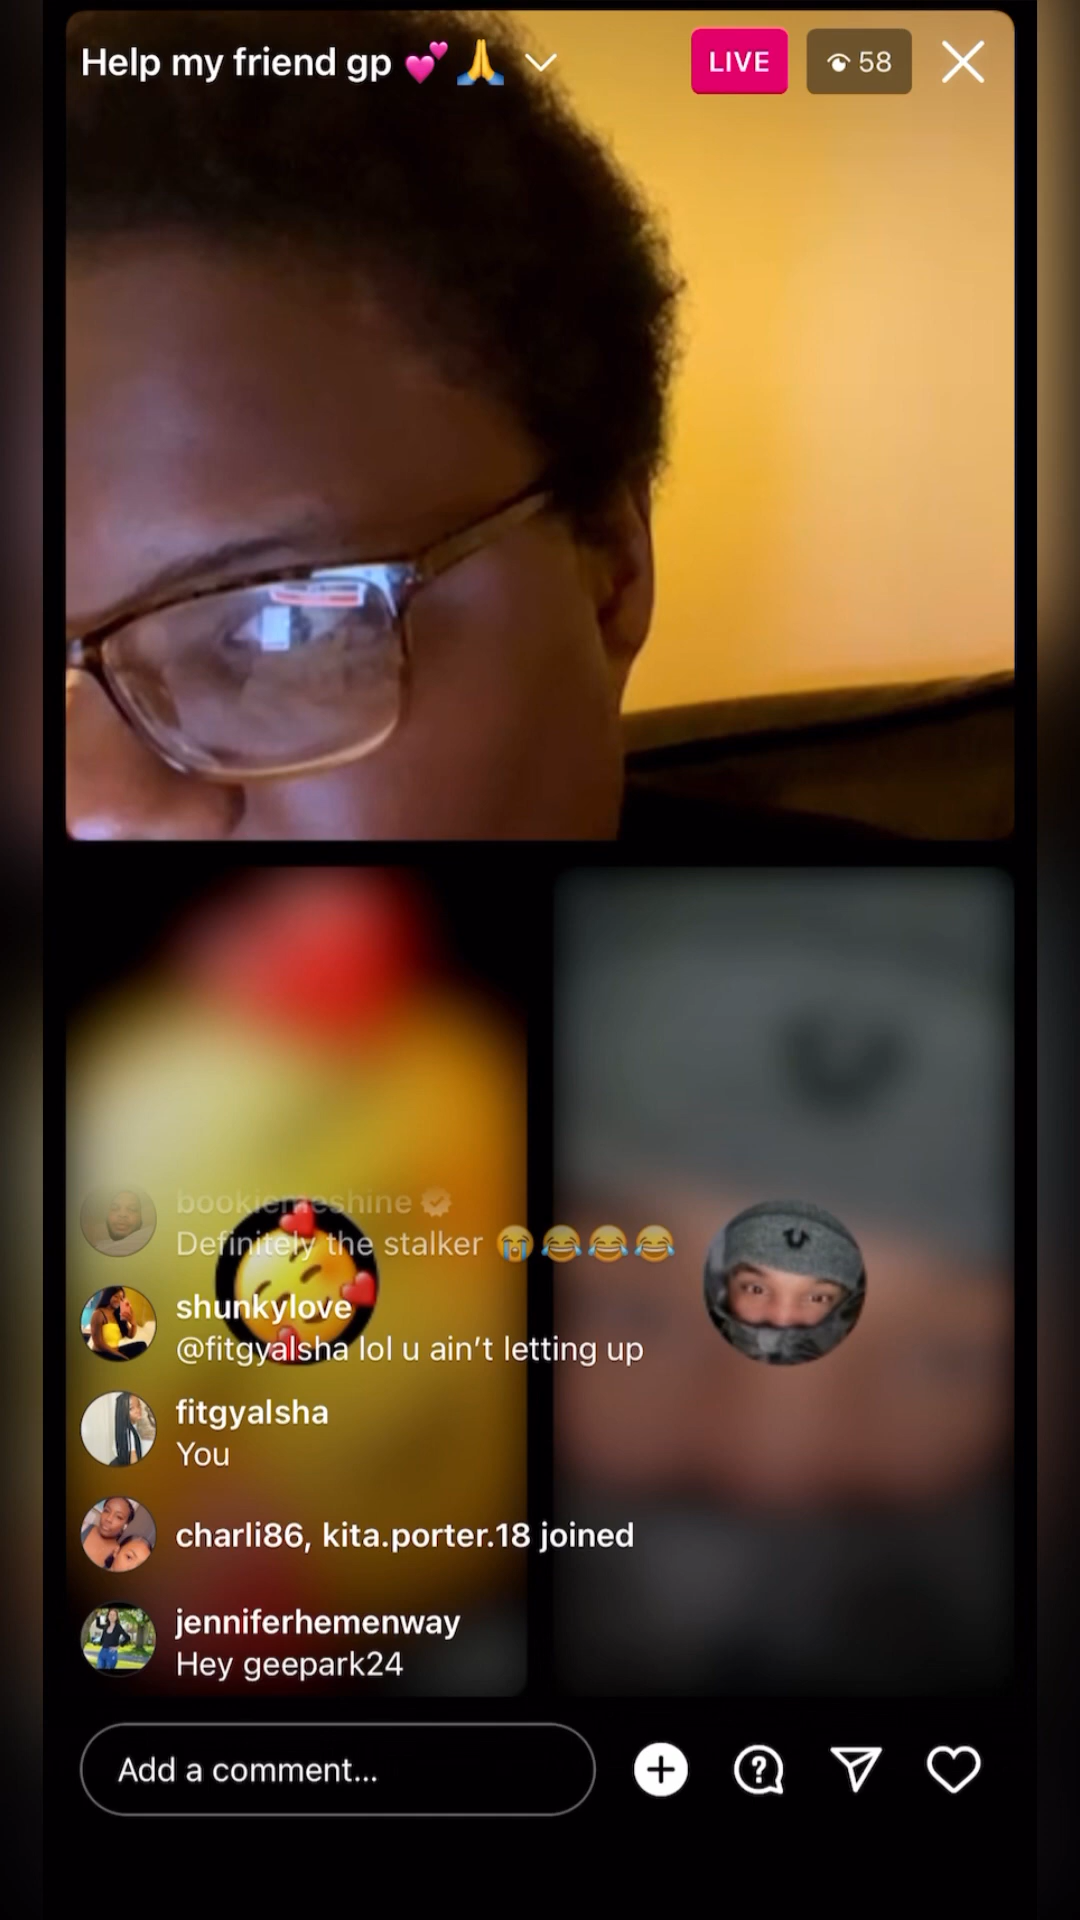 Help my friend gp 💕🙏
LIVE
58
bookiemeshine
Definitely the stalker 😭😂😂😂
shunkylove
@fitgyalsha lol u ain’t letting up
fitgyalsha
You
charli86, kita.porter.18 joined
jenniferhemenway
Hey geepark24
Add a comment...